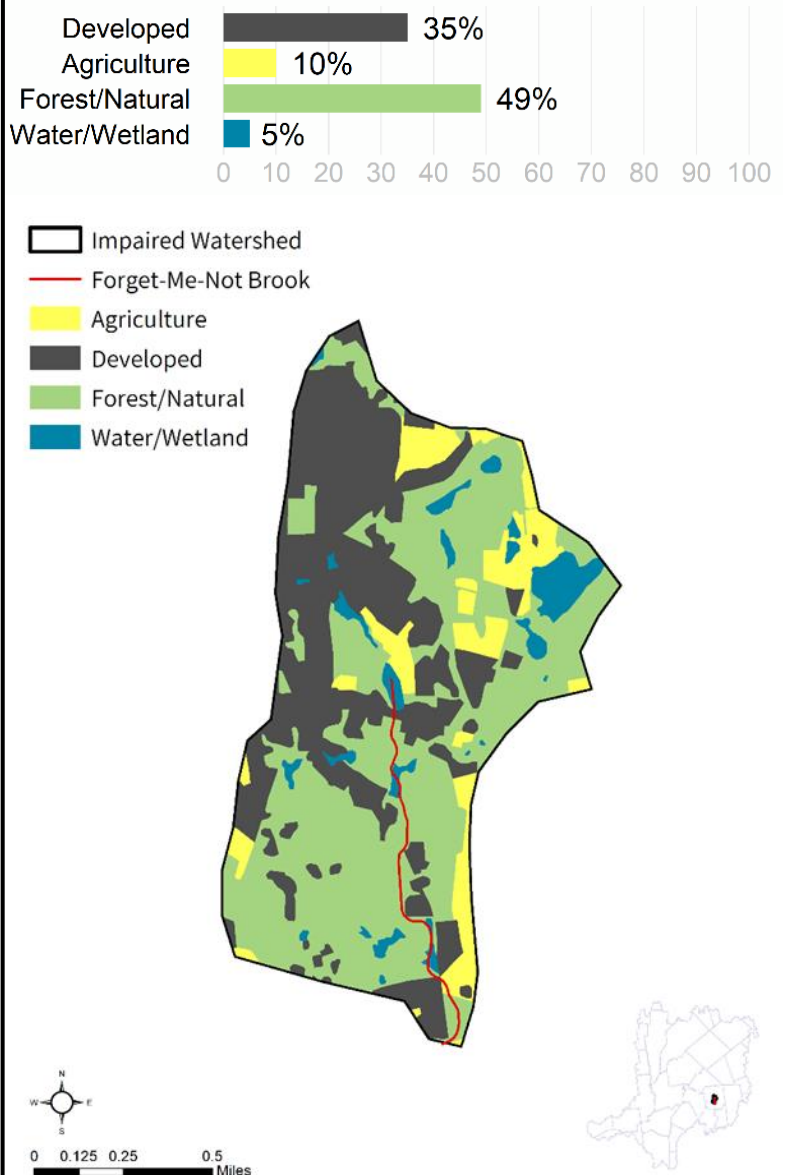 Developed 35%
Agriculture 10%
Forest/Natural 49%
Water/Wetland 5%
0 10 20 30 40 50 60 70 80 90 100
Impaired Watershed
Forget-Me-Not Brook
Agriculture
Developed
Forest/Natural
Water/Wetland
N
W E
S
0 0.125 0.25 0.5
Miles